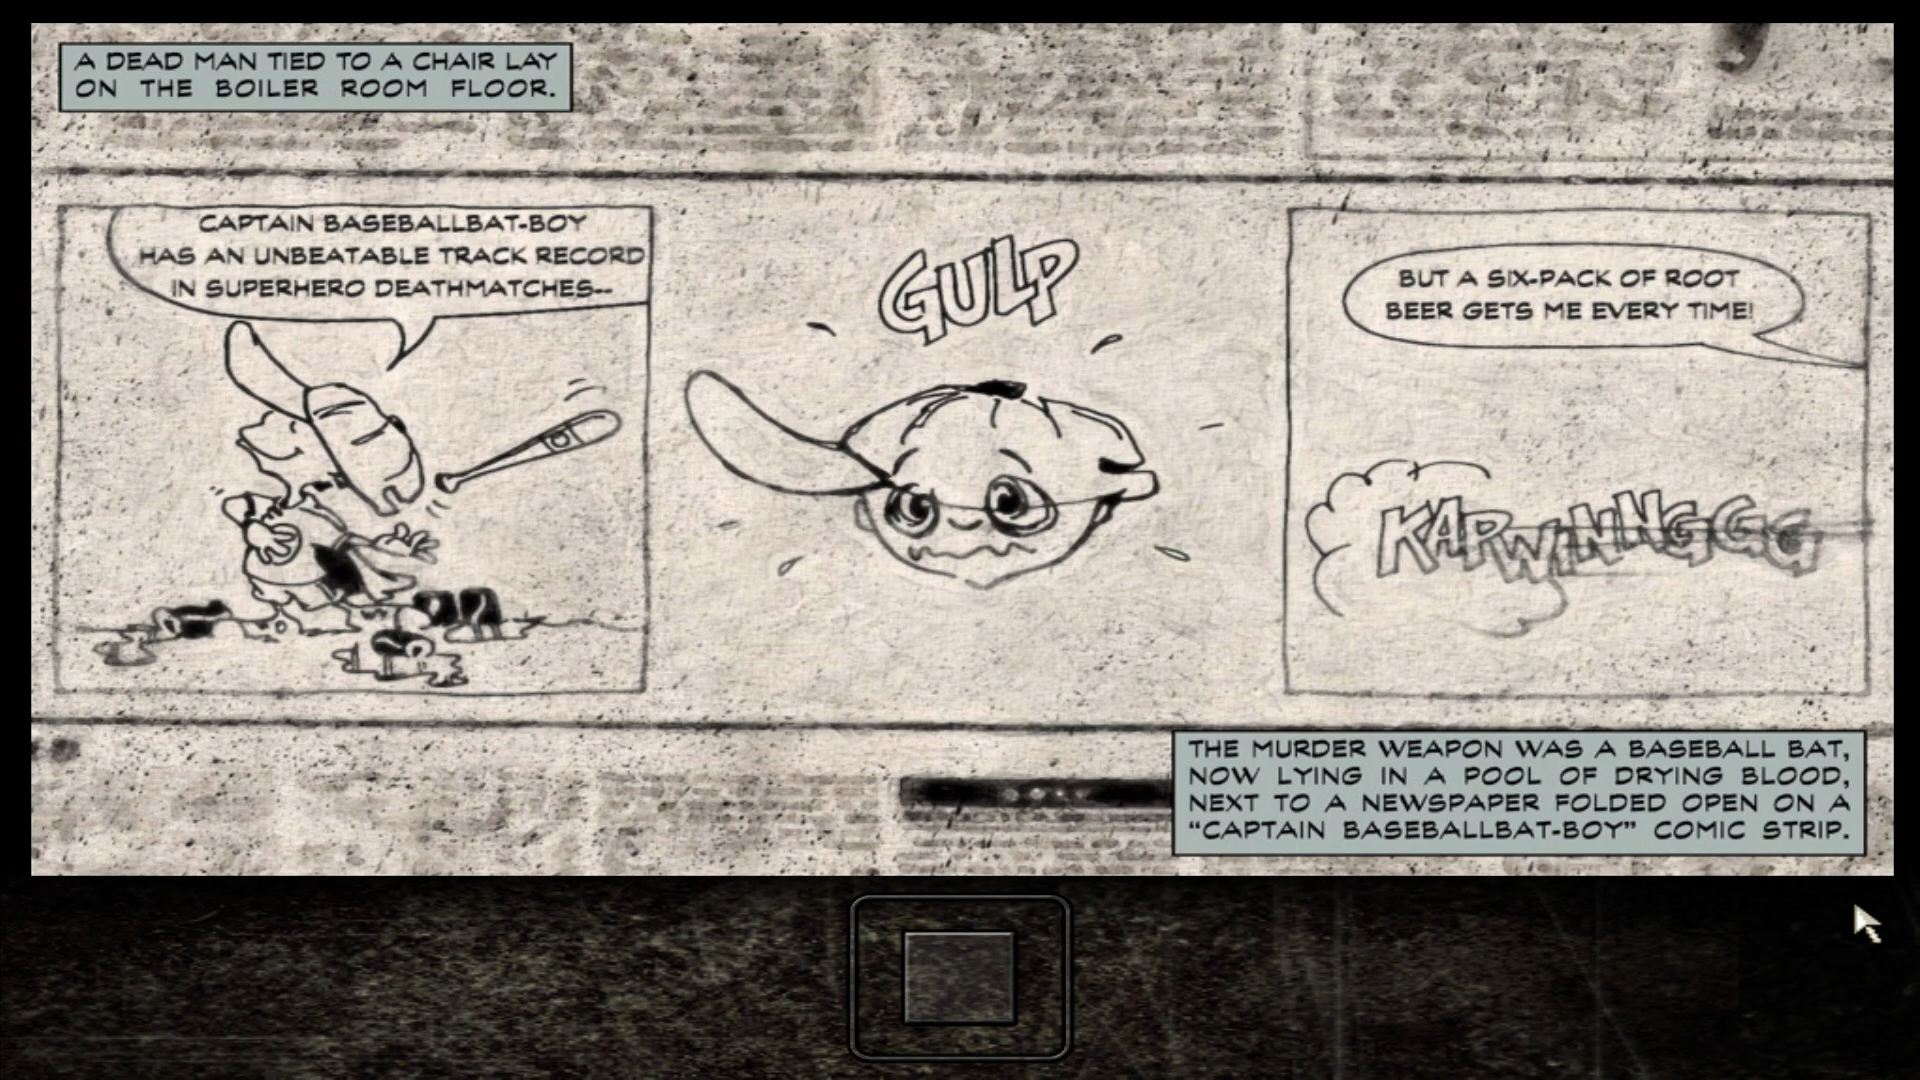 A DEAD MAN TIED TO A CHAIR LAY
ON THE BOILER ROOM FLOOR.
CAPTAIN BASEBALLBAT-BOY
HAS AN UNBEATABLE TRACK RECORD
IN SUPERHERO DEATHMATCHES--
GULP
BUT A SIX-PACK OF ROOT
BEER GETS ME EVERY TIME!
KAPWINNGGG
THE MURDER WEAPON WAS A BASEBALL BAT,
NOW LYING IN A POOL OF DRYING BLOOD,
NEXT TO A NEWSPAPER FOLDED OPEN ON A
“CAPTAIN BASEBALLBAT-BOY” COMIC STRIP.